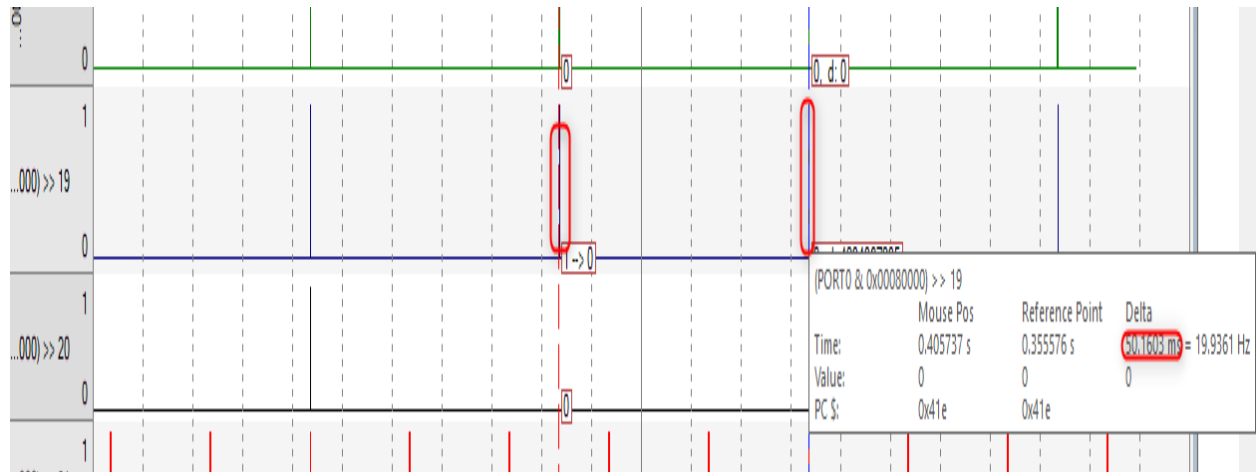 0
0
0, d: 0
1
...000) >> 19
0
1 --> 0
(PORT0 & 0x00080000) >> 19
Mouse Pos Reference Point Delta
Time: 0.405737 s 0.355576 s 50.1603 ms = 19.9361 Hz
Value: 0 0 0
PC $: 0x41e 0x41e
1
...000) >> 20
0
0
1